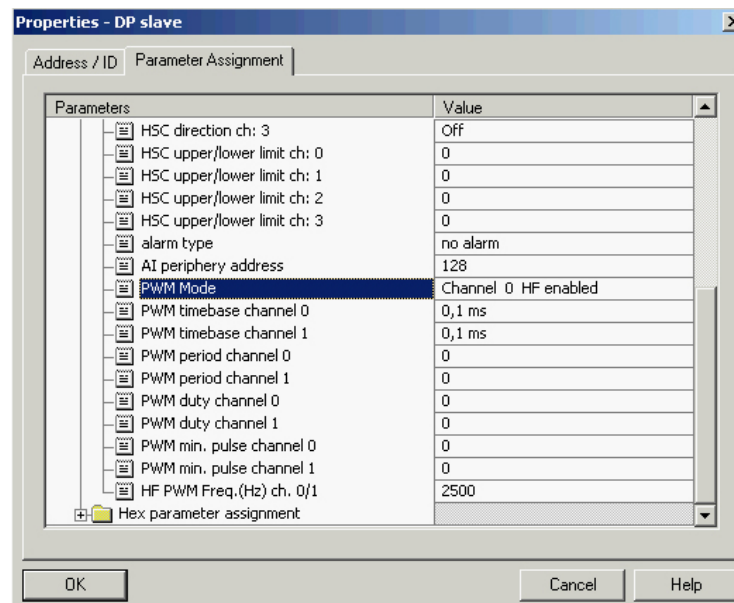 Properties - DP slave
Address / ID Parameter Assignment
Parameters Value
HSC direction ch: 3 Off
HSC upper/lower limit ch: 0 0
HSC upper/lower limit ch: 1 0
HSC upper/lower limit ch: 2 0
HSC upper/lower limit ch: 3 0
alarm type no alarm
AI periphery address 128
PWM Mode Channel 0 HF enabled
PWM timebase channel 0 0,1 ms
PWM timebase channel 1 0,1 ms
PWM period channel 0 0
PWM period channel 1 0
PWM duty channel 0 0
PWM duty channel 1 0
PWM min. pulse channel 0 0
PWM min. pulse channel 1 0
HF PWM Freq.(Hz) ch. 0/1 2500
Hex parameter assignment
OK Cancel Help